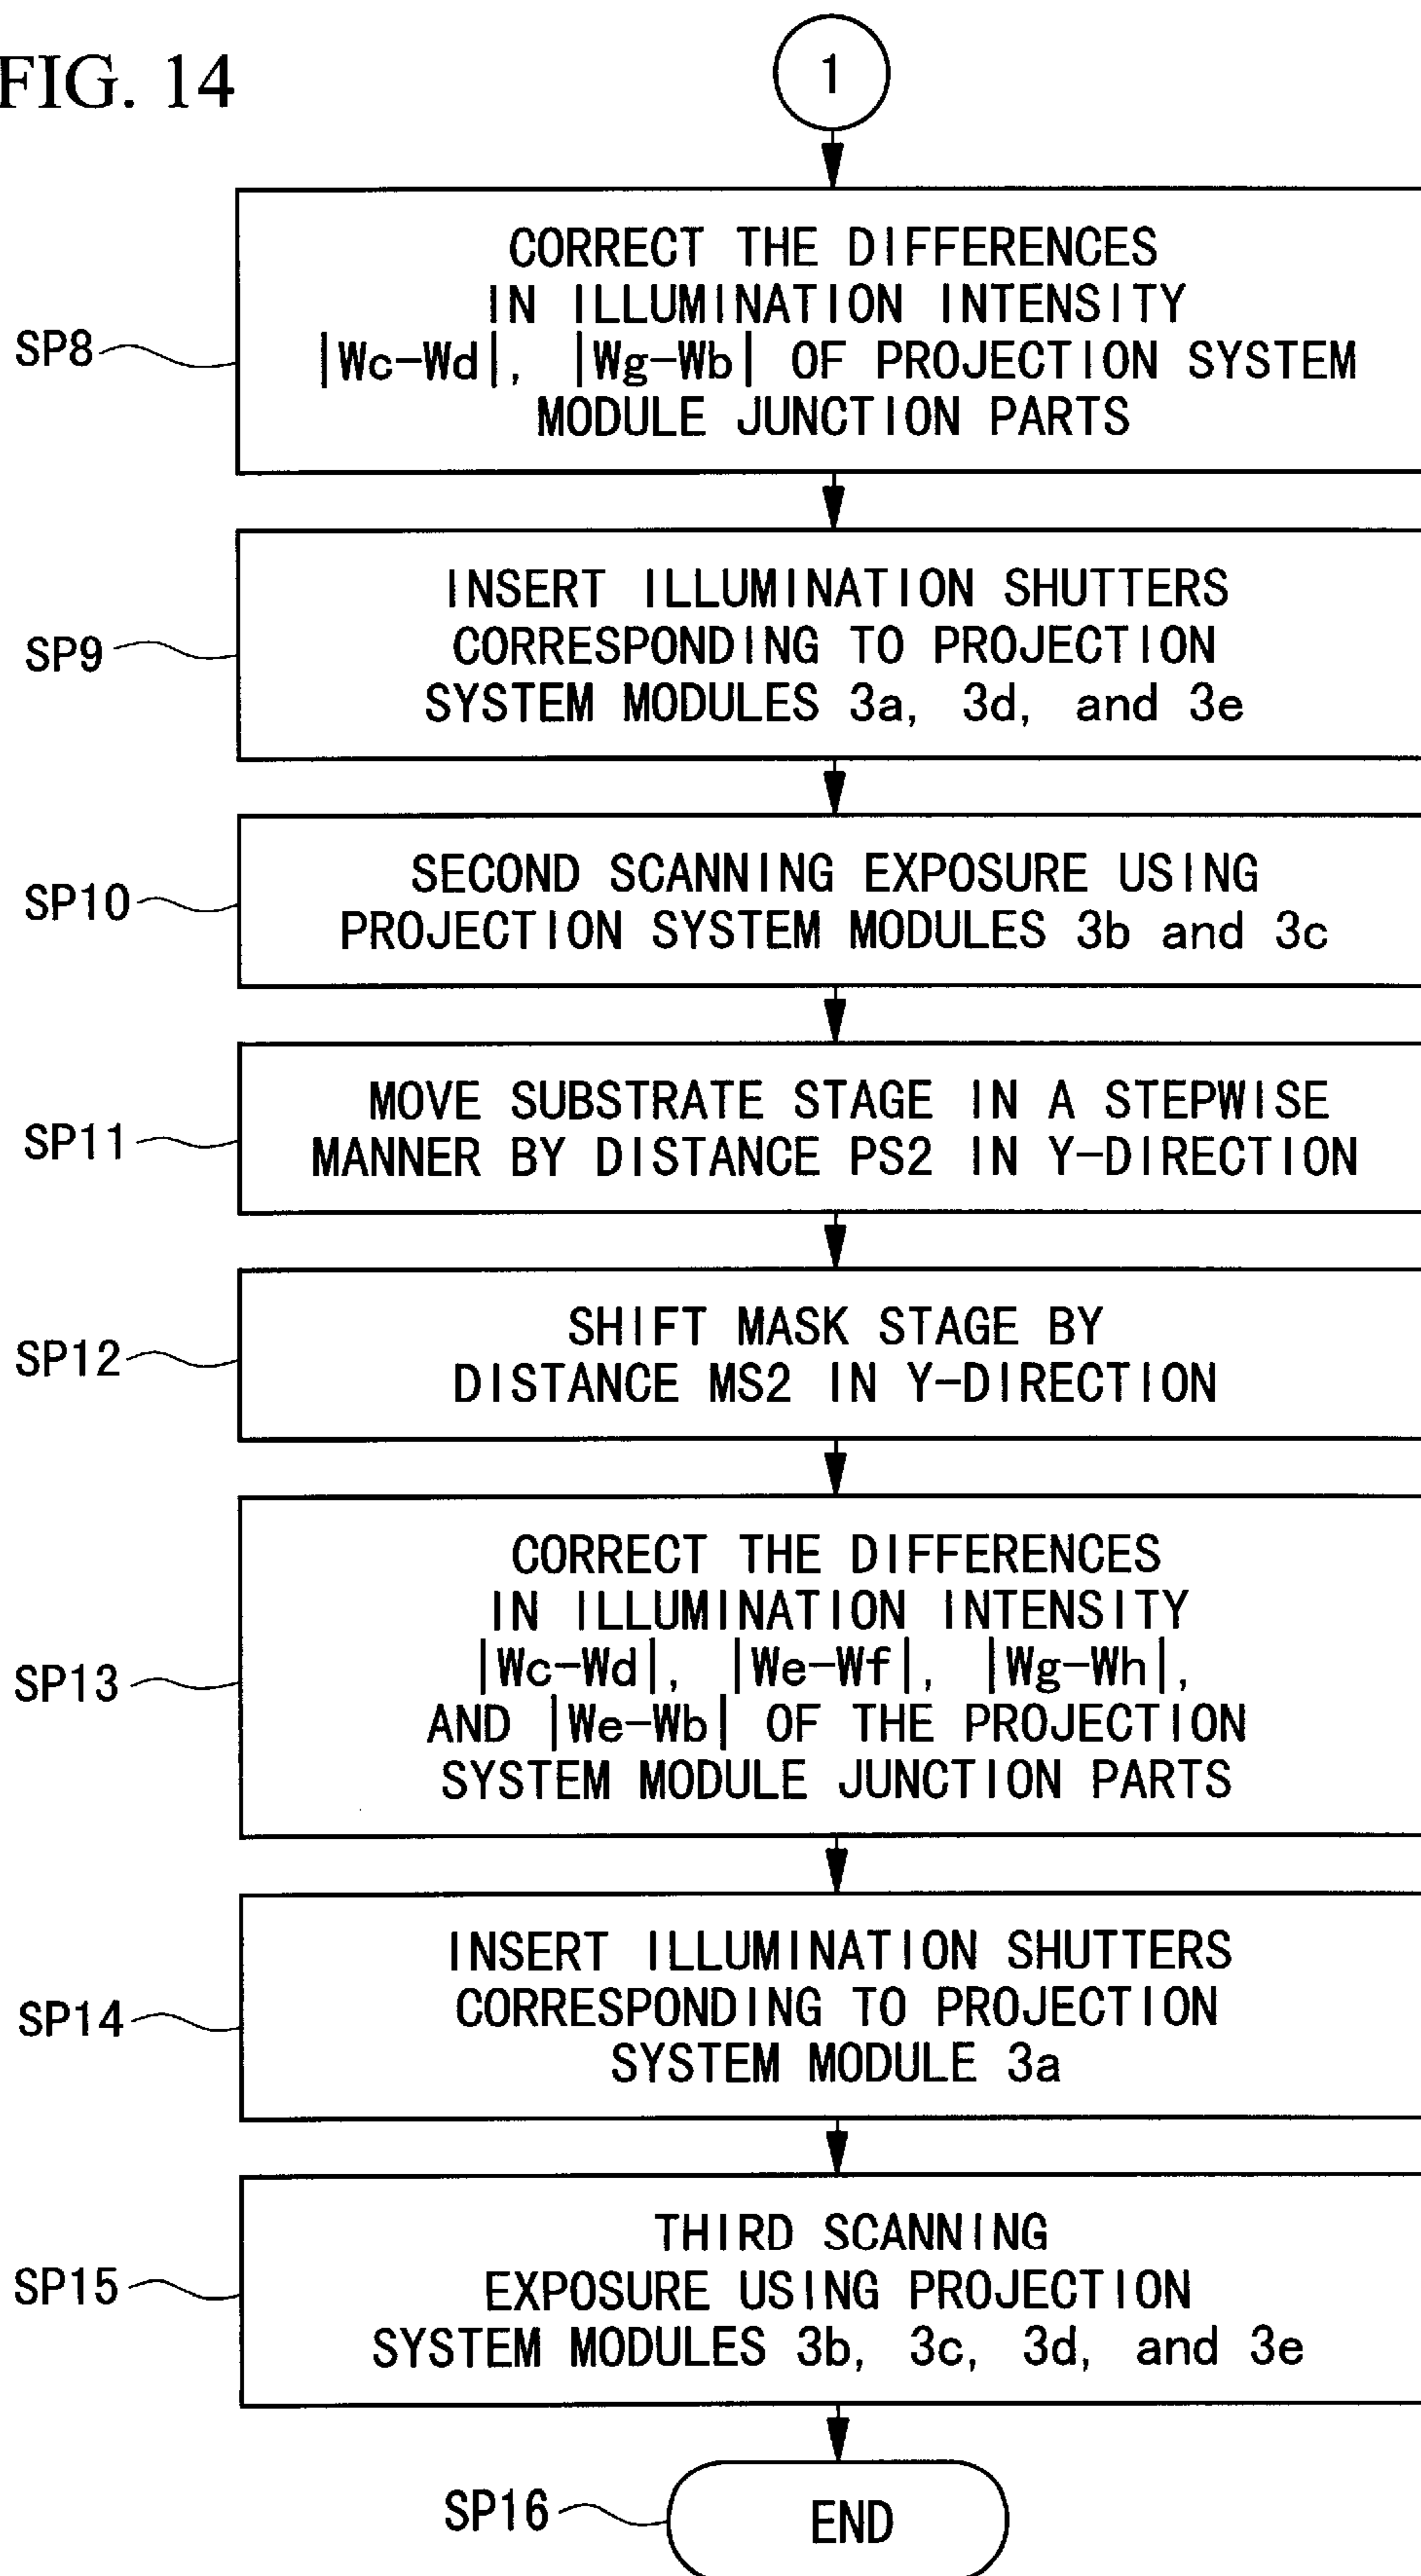 FIG. 14
1
SP8
CORRECT THE DIFFERENCES
IN ILLUMINATION INTENSITY
|Wc-Wd|, |Wg-Wb| OF PROJECTION SYSTEM
MODULE JUNCTION PARTS
SP9
INSERT ILLUMINATION SHUTTERS
CORRESPONDING TO PROJECTION
SYSTEM MODULES 3a, 3d, and 3e
SP10
SECOND SCANNING EXPOSURE USING
PROJECTION SYSTEM MODULES 3b and 3c
SP11
MOVE SUBSTRATE STAGE IN A STEPWISE
MANNER BY DISTANCE PS2 IN Y-DIRECTION
SP12
SHIFT MASK STAGE BY
DISTANCE MS2 IN Y-DIRECTION
SP13
CORRECT THE DIFFERENCES
IN ILLUMINATION INTENSITY
|Wc-Wd|, |We-Wf|, |Wg-Wh|,
AND |We-Wb| OF THE PROJECTION
SYSTEM MODULE JUNCTION PARTS
SP14
INSERT ILLUMINATION SHUTTERS
CORRESPONDING TO PROJECTION
SYSTEM MODULE 3a
SP15
THIRD SCANNING
EXPOSURE USING PROJECTION
SYSTEM MODULES 3b, 3c, 3d, and 3e
SP16
END